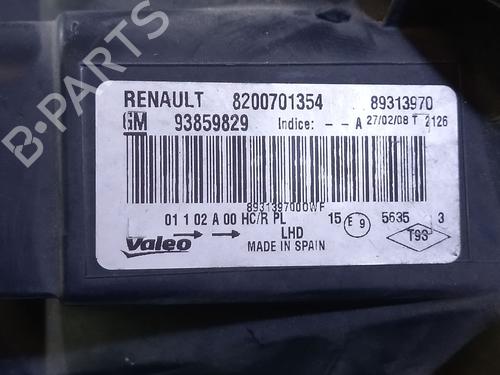 B-PARTS
RENAULT 8200701354 89313970
GM 93859829 Indice: - - A 27/02/08 T 2126
8931397000WF
01 1 02 A 00 HC/R PL 15 E 9 5635 3
Valeo LHD T93
MADE IN SPAIN